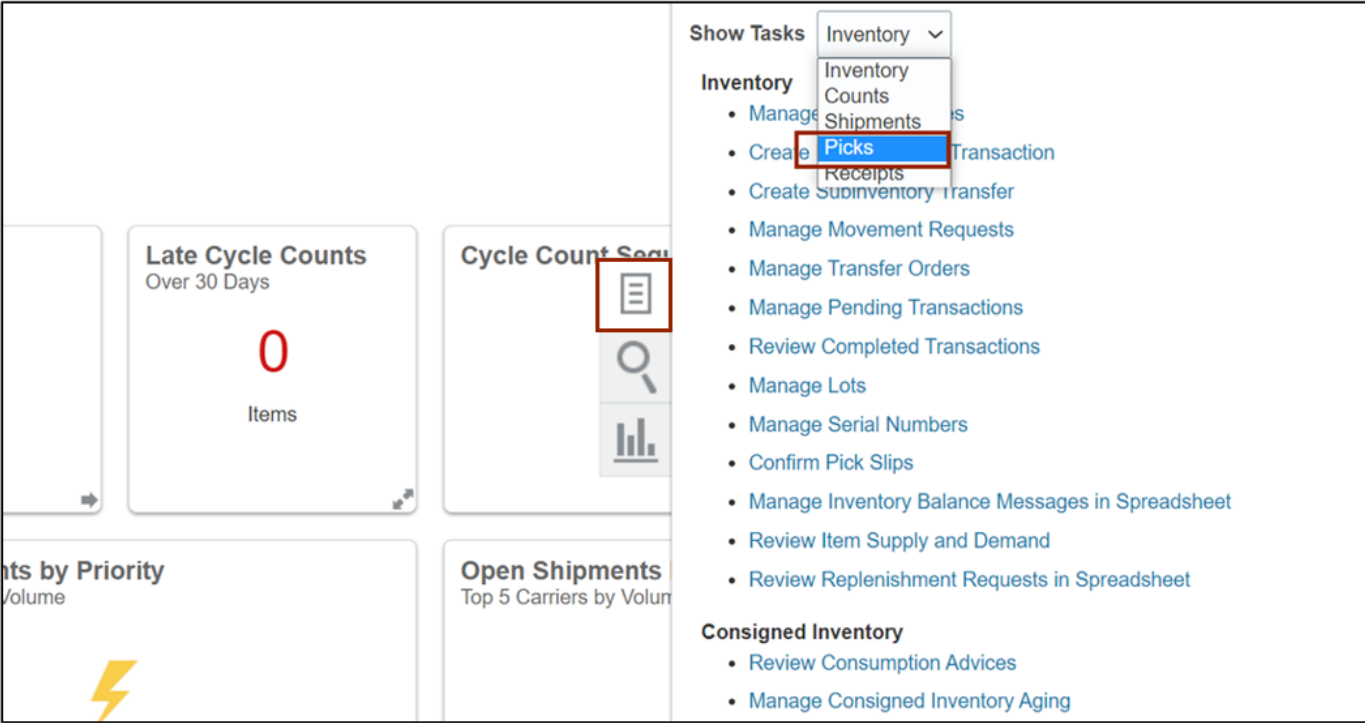 Show Tasks Inventory
Inventory
Counts
Shipments
Picks
Receipts
Inventory
Manage s
Create Transaction
Create Subinventory Transfer
Manage Movement Requests
Manage Transfer Orders
Manage Pending Transactions
Review Completed Transactions
Manage Lots
Manage Serial Numbers
Confirm Pick Slips
Manage Inventory Balance Messages in Spreadsheet
Review Item Supply and Demand
Review Replenishment Requests in Spreadsheet
Consigned Inventory
Review Consumption Advices
Manage Consigned Inventory Aging
Late Cycle Counts
Over 30 Days
0
Items
Cycle Count Sequ
nts by Priority
Volume
Open Shipments
Top 5 Carriers by Volum